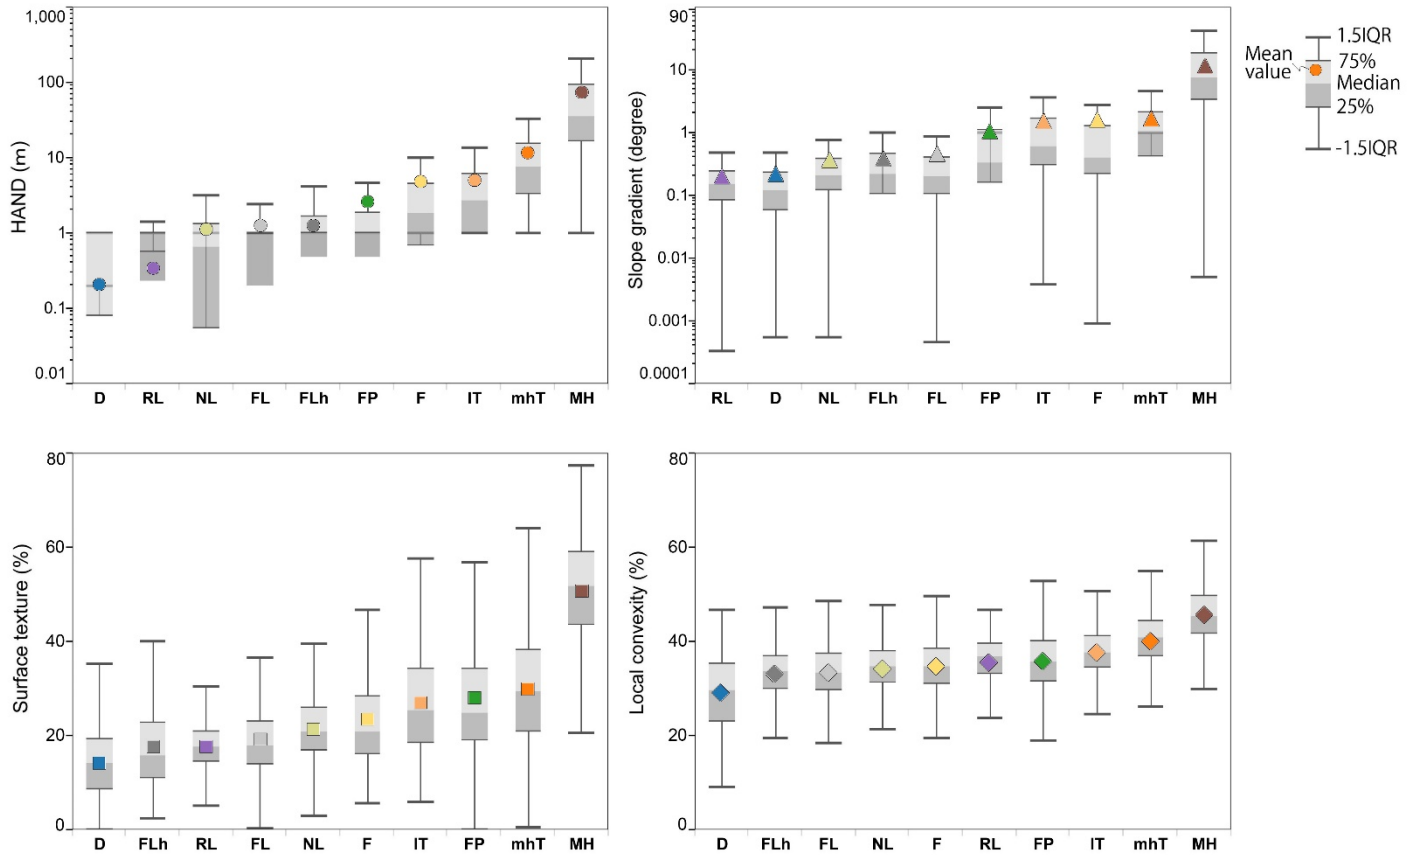 1,000
100
10
1
0.1
0.01
HAND (m)
D RL NL FL FLh FP F IT mhT MH
90
10
1
0.1
0.01
0.001
0.0001
Slope gradient (degree)
RL D NL FLh FL FP IT F mhT MH
Mean
value
1.5IQR
75%
Median
25%
-1.5IQR
80
60
40
20
0
Surface texture (%)
D FLh RL FL NL F IT FP mhT MH
80
60
40
20
0
Local convexity (%)
D FLh FL NL F RL FP IT mhT MH